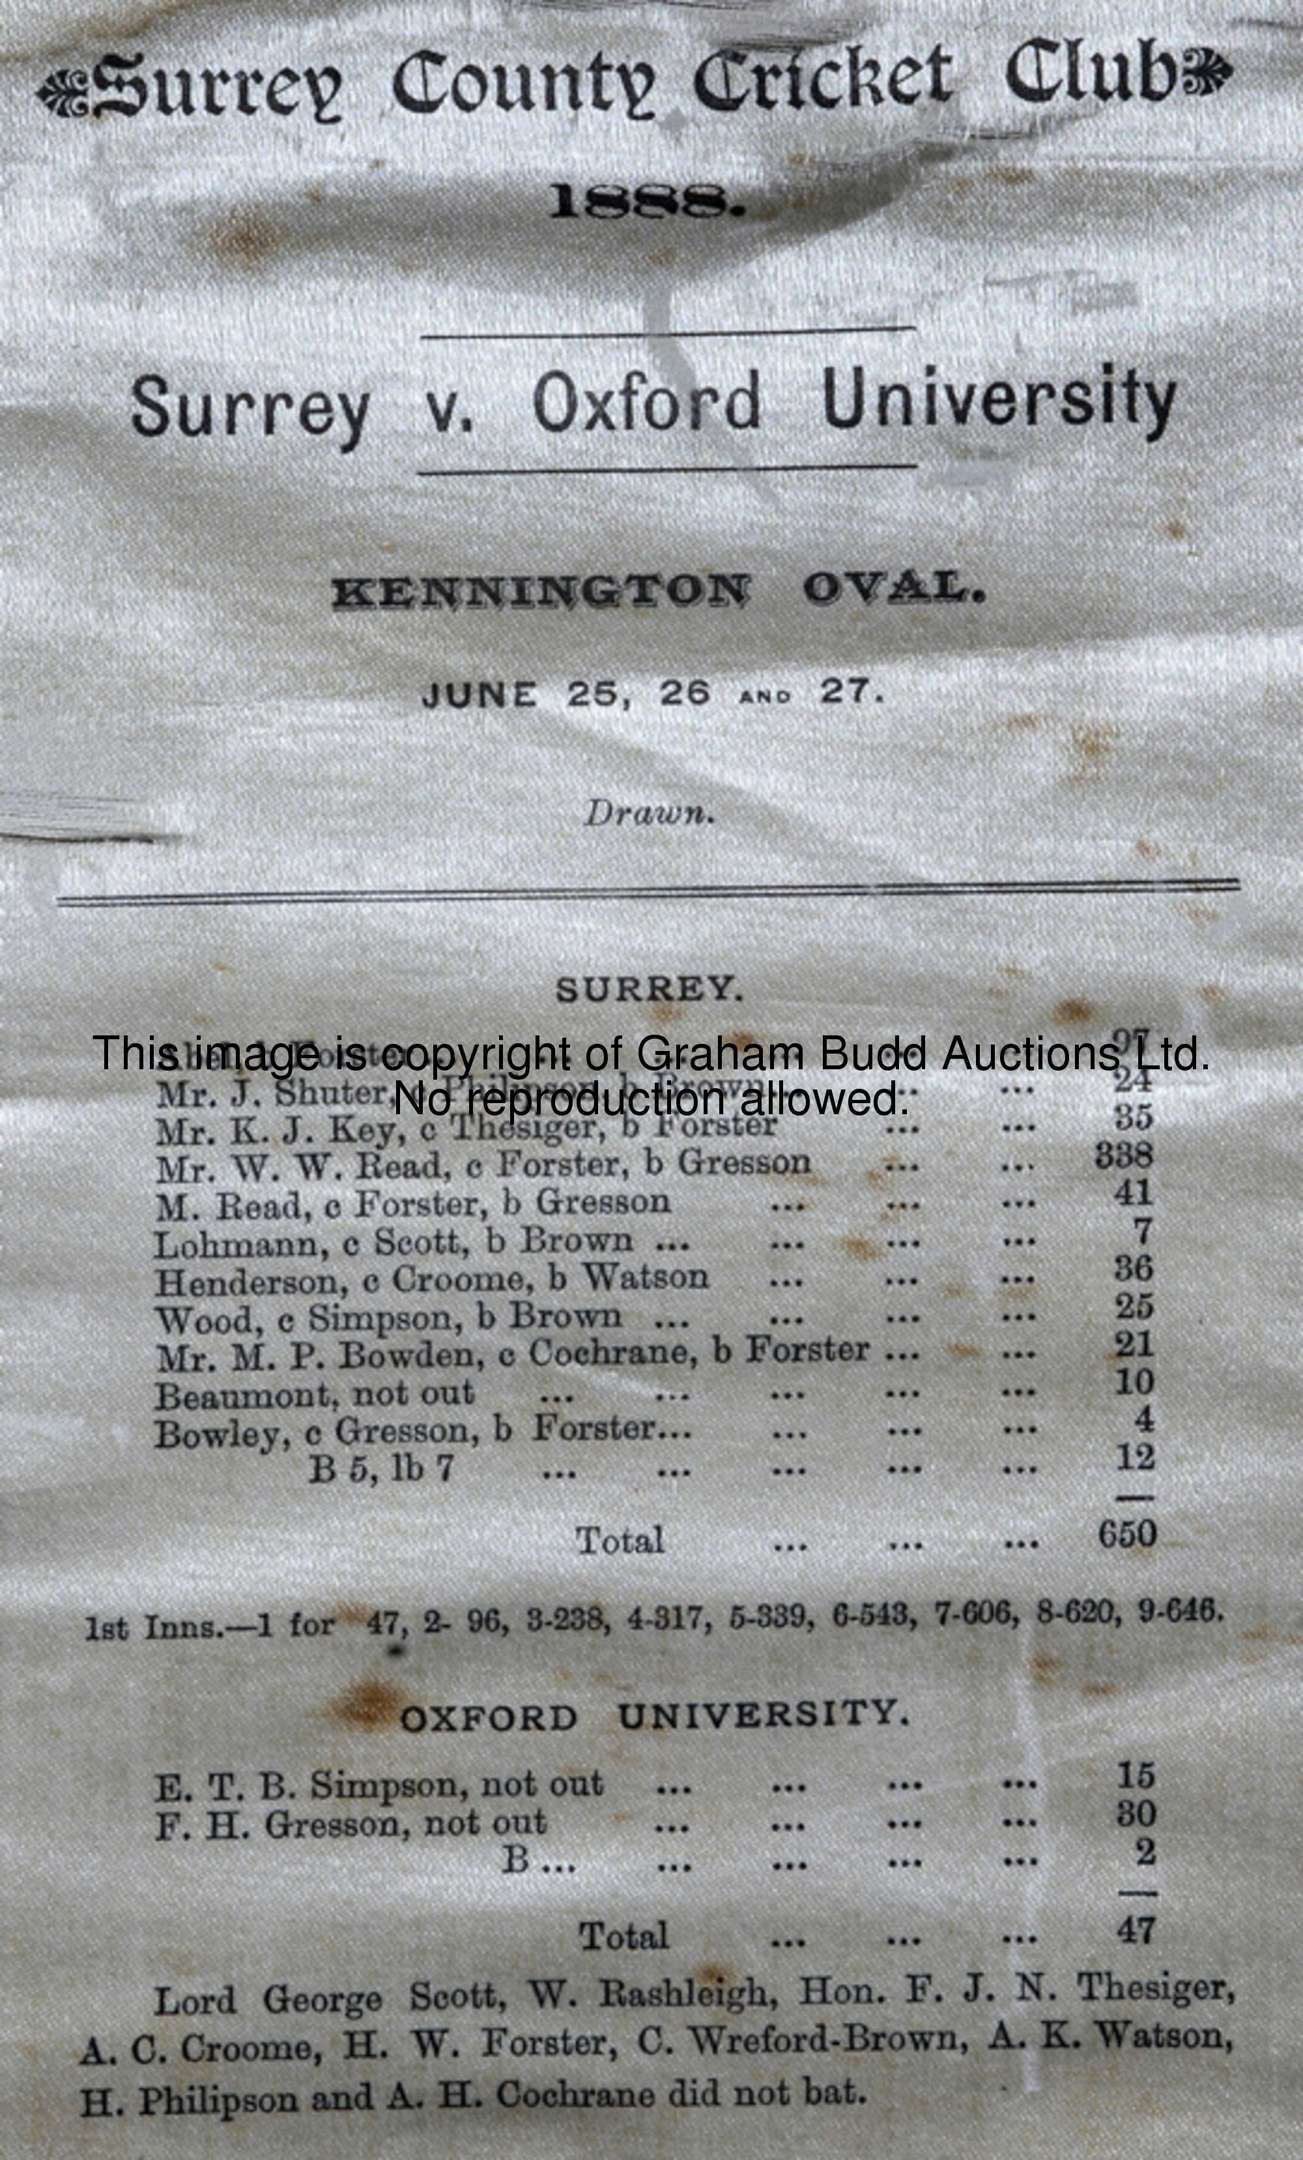 Surrey County Cricket Club
1888.
Surrey v. Oxford University
KENNINGTON OVAL.
JUNE 25, 26 AND 27.
Drawn.
SURREY.
This image is copyright of Graham Budd Auctions Ltd.
No reproduction allowed.
Abel, b Forster ... ... ... ... ... 97
Mr. J. Shuter, c Philipson, b Brown ... ... ... 24
Mr. K. J. Key, c Thesiger, b Forster ... ... 35
Mr. W. W. Read, c Forster, b Gresson ... ... 338
M. Read, c Forster, b Gresson ... ... ... 41
Lohmann, c Scott, b Brown ... ... ... ... 7
Henderson, c Croome, b Watson ... ... ... 36
Wood, c Simpson, b Brown ... ... ... ... 25
Mr. M. P. Bowden, c Cochrane, b Forster ... ... 21
Beaumont, not out ... ... ... ... ... 10
Bowley, c Gresson, b Forster... ... ... ... 4
B 5, lb 7 ... ... ... ... ... 12
Total ... ... ... 650
1st Inns.—1 for 47, 2- 96, 3-238, 4-317, 5-339, 6-543, 7-606, 8-620, 9-646.
OXFORD UNIVERSITY.
E. T. B. Simpson, not out ... ... ... ... 15
F. H. Gresson, not out ... ... ... ... 30
B ... ... ... ... ... 2
Total ... ... ... 47
Lord George Scott, W. Rashleigh, Hon. F. J. N. Thesiger,
A. C. Croome, H. W. Forster, C. Wreford-Brown, A. K. Watson,
H. Philipson and A. H. Cochrane did not bat.